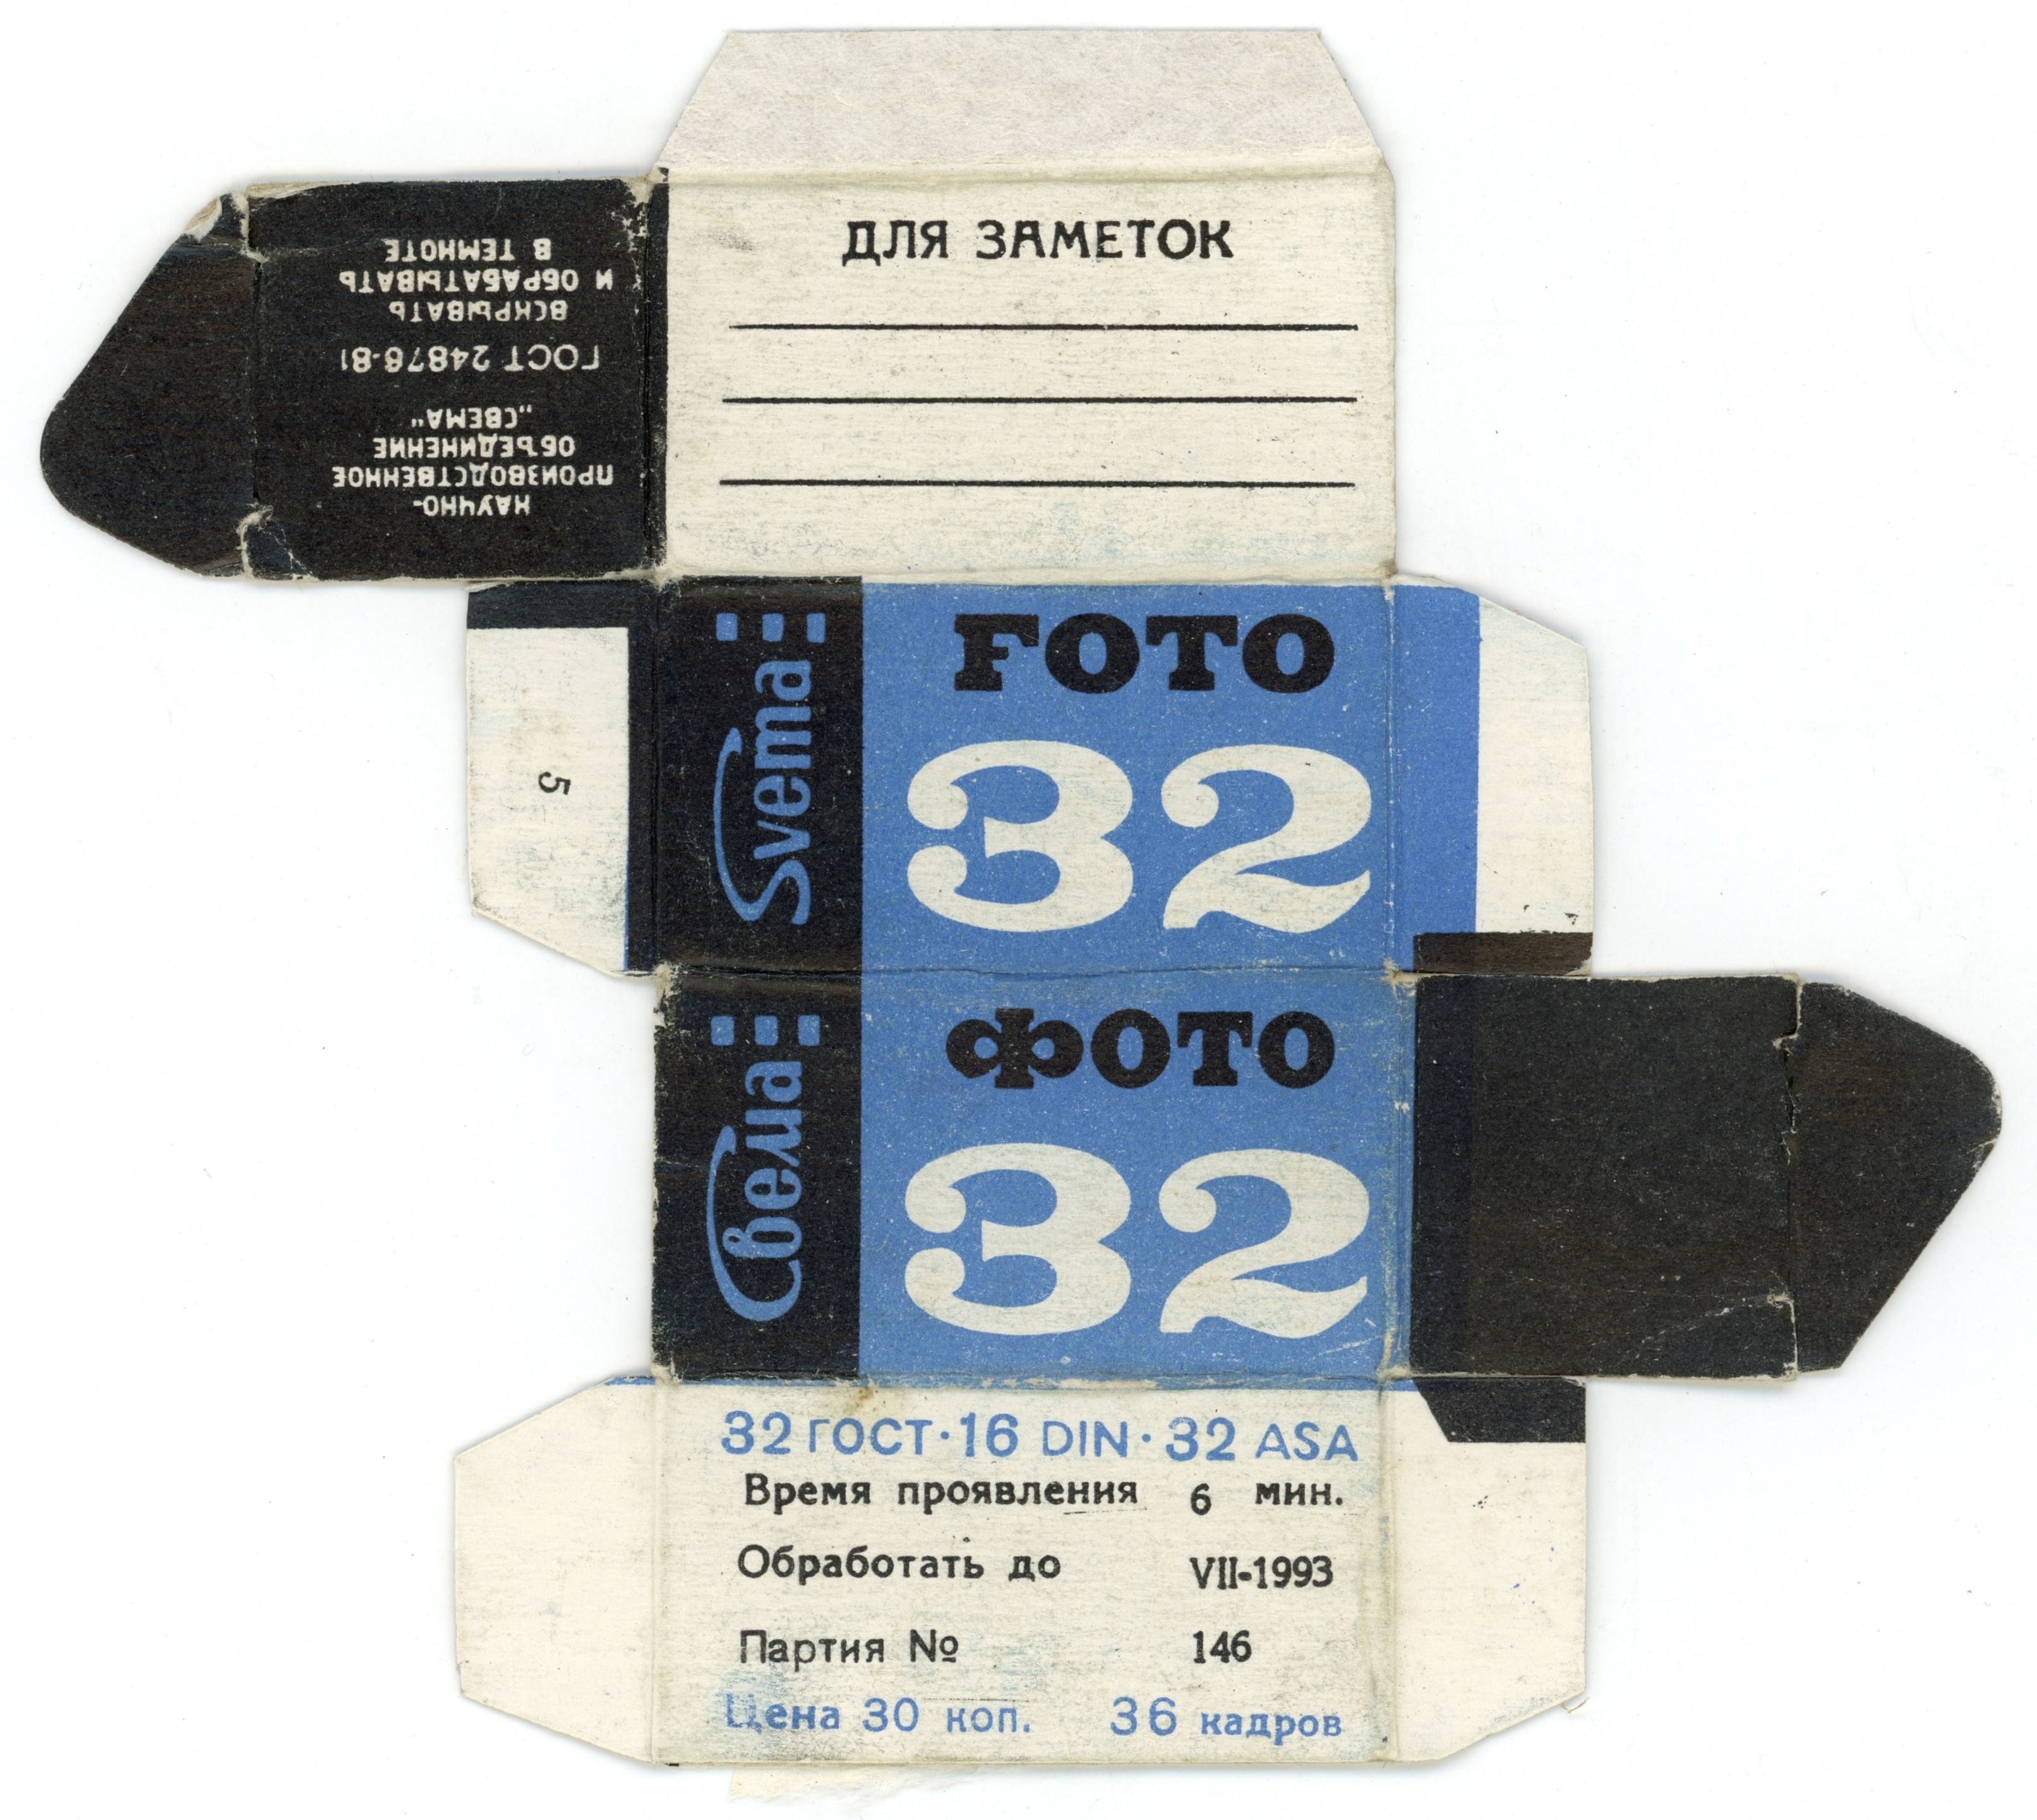 ДЛЯ ЗАМЕТОК
НАУЧНО-
ПРОИЗВОДСТВЕННОЕ
ОБЪЕДИНЕНИЕ
„СВЕМА“
ГОСТ 24876-81
ВСКРЫВАТЬ
И ОБРАБАТЫВАТЬ
В ТЕМНОТЕ
5
Svema
FOTO
32
Свема
ФОТО
32
32 ГОСТ·16 DIN·32 ASA
Время проявления 6 мин.
Обработать до VII-1993
Партия № 146
Цена 30 коп. 36 кадров